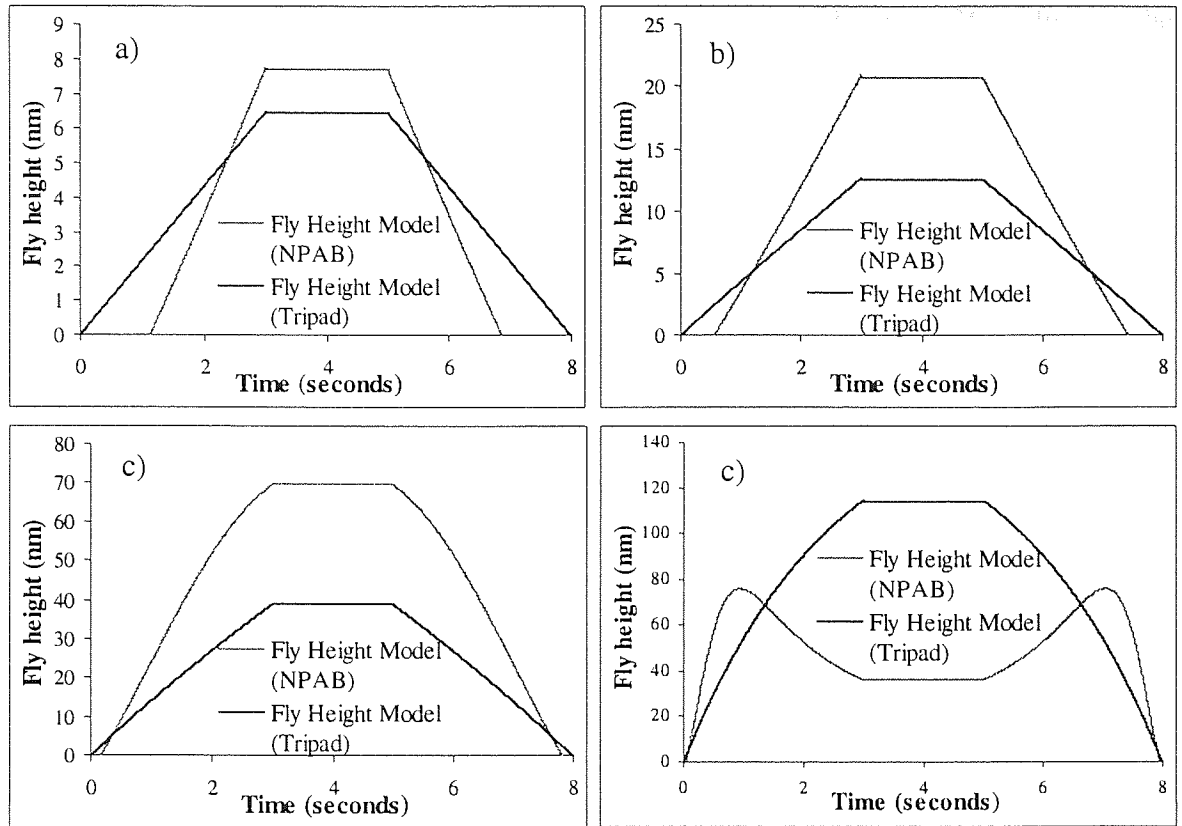 a)
9
8
7
6
5
4
3
2
1
0
Fly height (nm)
Fly Height Model
(NPAB)
Fly Height Model
(Tripad)
0 2 4 6 8
Time (seconds)
b)
25
20
15
10
5
0
Fly height (nm)
Fly Height Model
(NPAB)
Fly Height Model
(Tripad)
0 2 4 6 8
Time (seconds)
c)
80
70
60
50
40
30
20
10
0
Fly height (nm)
Fly Height Model
(NPAB)
Fly Height Model
(Tripad)
0 2 4 6 8
Time (seconds)
c)
140
120
100
80
60
40
20
0
Fly height (nm)
Fly Height Model
(NPAB)
Fly Height Model
(Tripad)
0 2 4 6 8
Time (seconds)